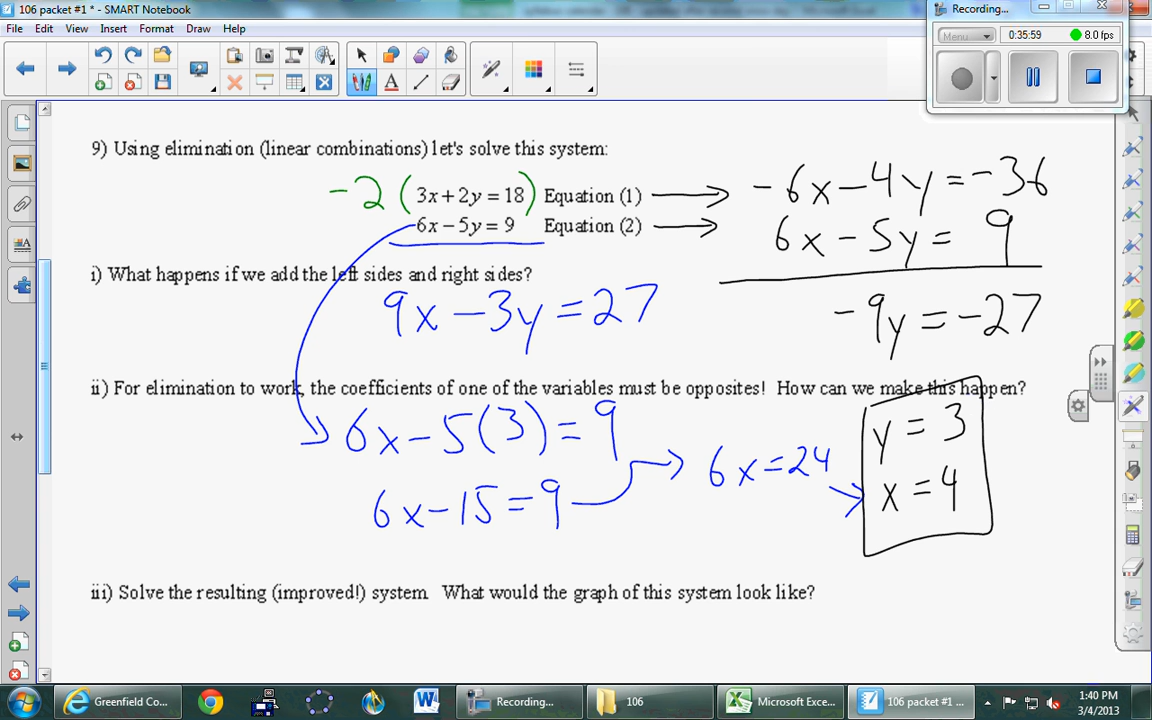 106 packet #1 * - SMART Notebook
Recording...
File Edit View Insert Format Draw Help
Menu
0:35:59
8.0 fps
9) Using elimination (linear combinations) let's solve this system:
-2 ( 3x + 2y = 18 ) Equation (1)
-6x - 4y = -36
6x - 5y = 9 Equation (2)
6x - 5y = 9
i) What happens if we add the left sides and right sides?
9x - 3y = 27
-9y = -27
ii) For elimination to work, the coefficients of one of the variables must be opposites! How can we make this happen?
6x - 5(3) = 9
y = 3
6x = 24
x = 4
6x - 15 = 9
iii) Solve the resulting (improved!) system What would the graph of this system look like?
Greenfield Co...
Recording...
106
Microsoft Exce...
106 packet #1 ...
1:40 PM
3/4/2013